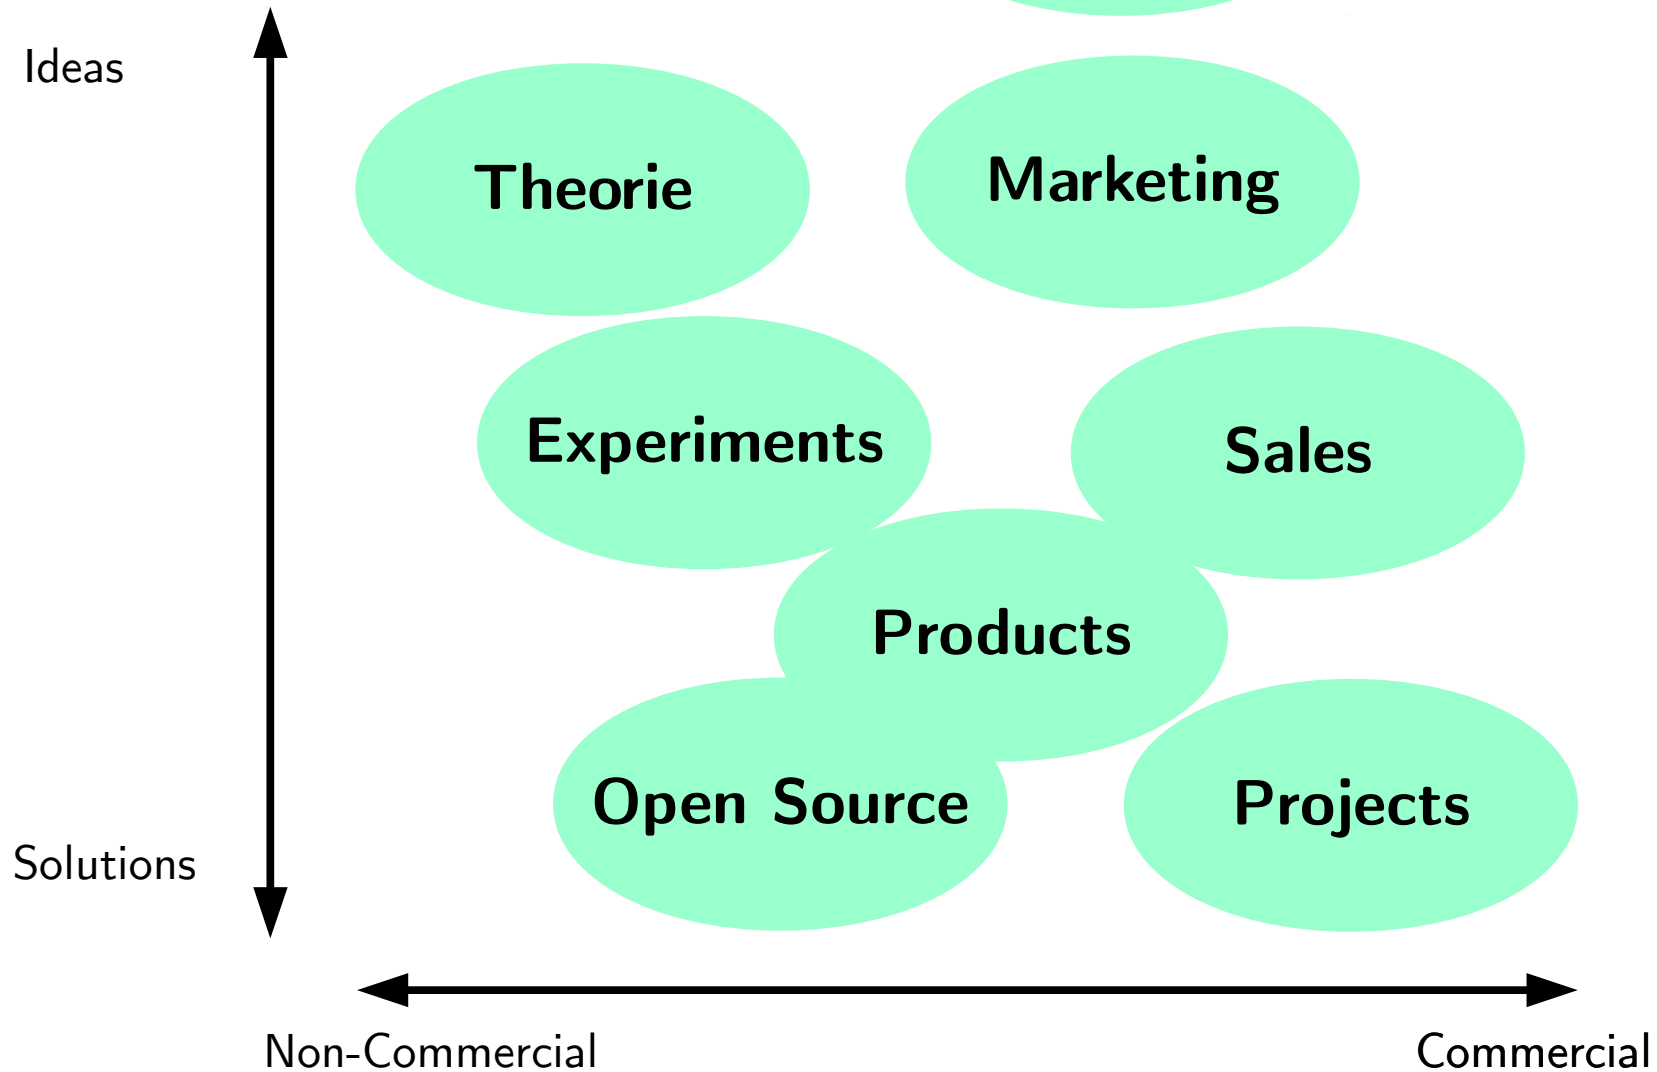 Ideas
Theorie
Marketing
Experiments
Sales
Products
Open Source
Projects
Solutions
Non-Commercial
Commercial